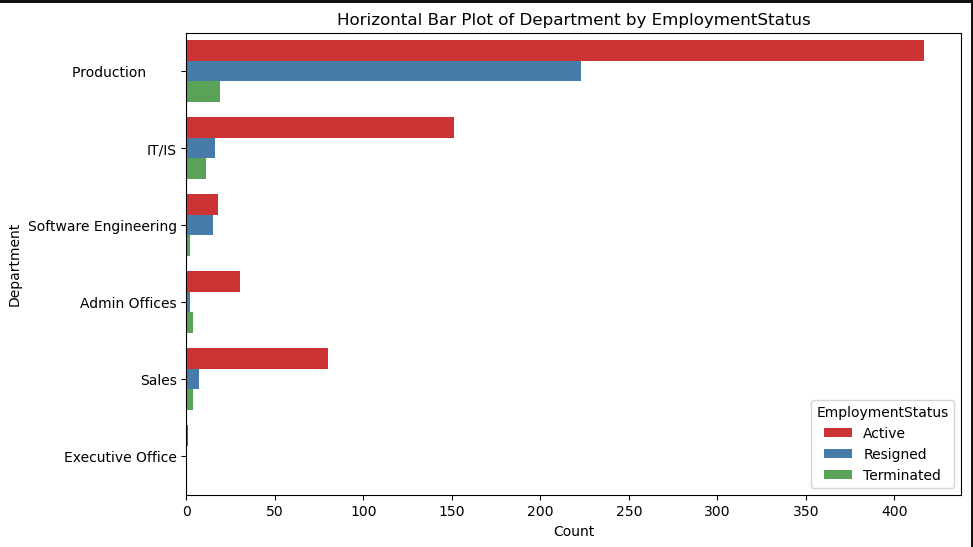 Horizontal Bar Plot of Department by EmploymentStatus
Department
Production
IT/IS
Software Engineering
Admin Offices
Sales
Executive Office
EmploymentStatus
Active
Resigned
Terminated
0 50 100 150 200 250 300 350 400
Count